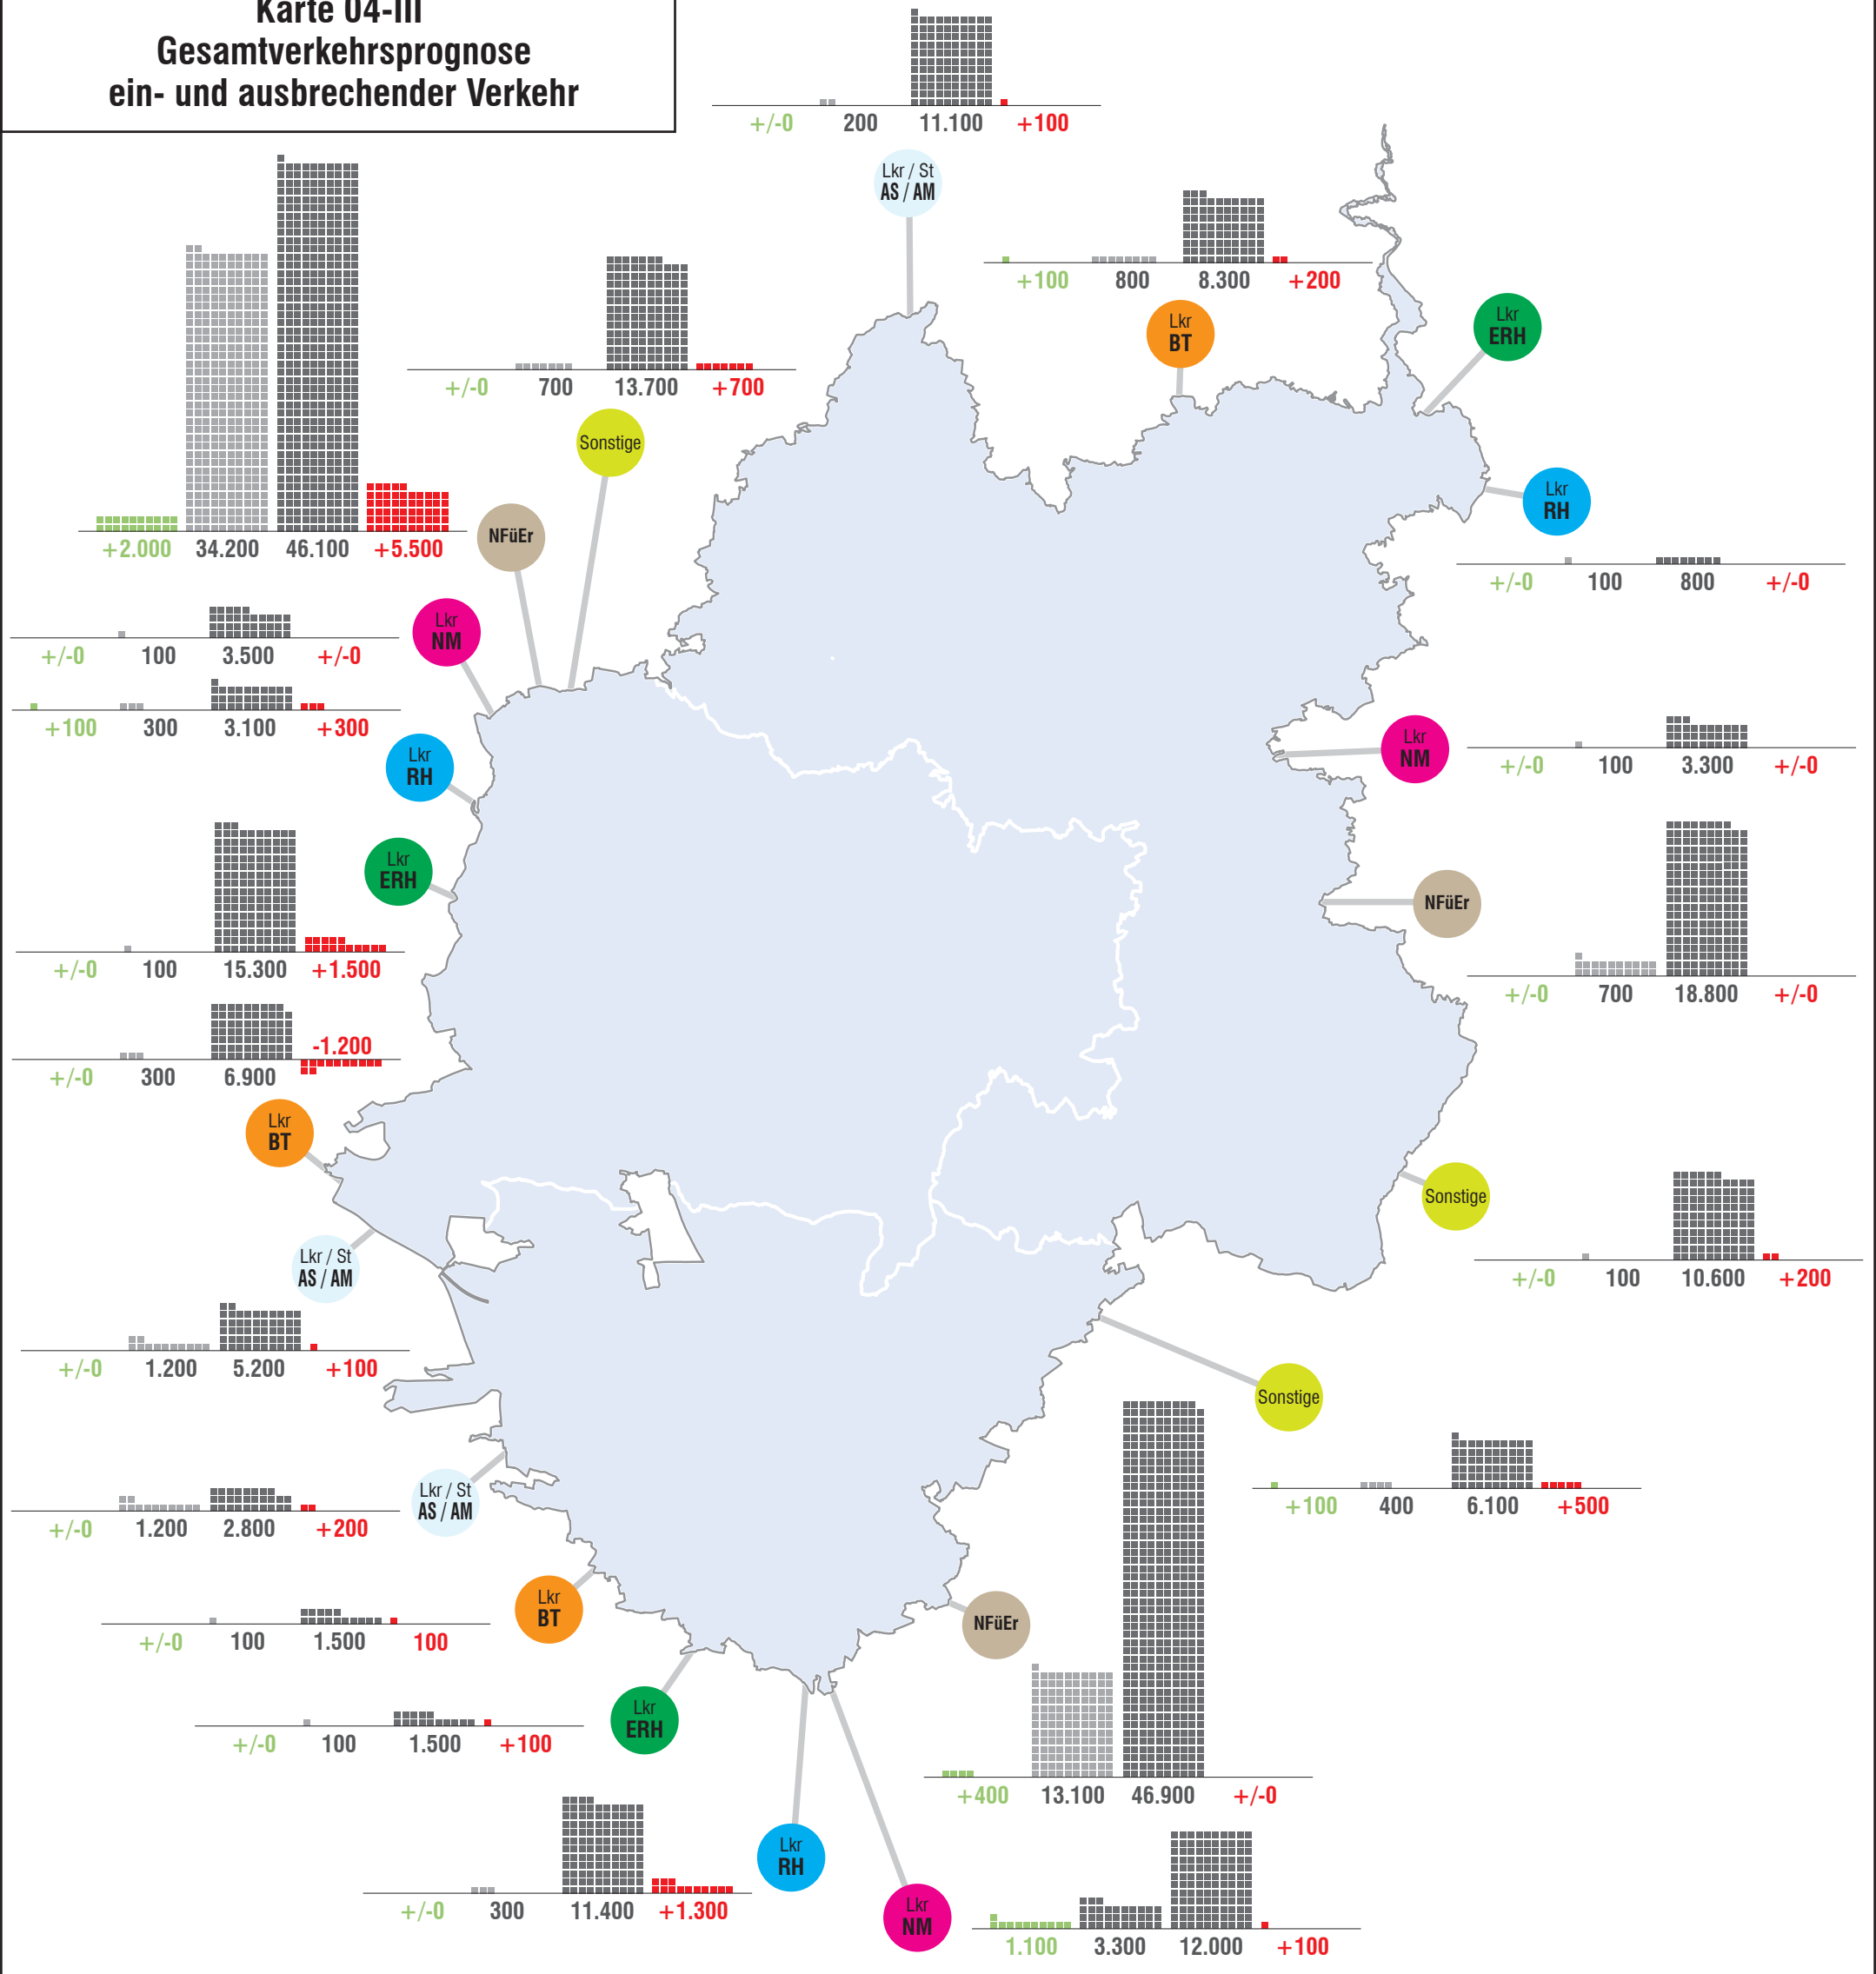 Karte 04-III
Gesamtverkehrsprognose
ein- und ausbrechender Verkehr
+/-0 200 11.100 +100
Lkr / St
AS / AM
+100 800 8.300 +200
Lkr
BT
Lkr
ERH
+/-0 700 13.700 +700
Sonstige
+2.000 34.200 46.100 +5.500
NFüEr
Lkr
RH
+/-0 100 800 +/-0
Lkr
NM
+/-0 100 3.500 +/-0
+100 300 3.100 +300
Lkr
RH
Lkr
NM
+/-0 100 3.300 +/-0
Lkr
ERH
NFüEr
+/-0 100 15.300 +1.500
+/-0 700 18.800 +/-0
-1.200
+/-0 300 6.900
Lkr
BT
Sonstige
Lkr / St
AS / AM
+/-0 100 10.600 +200
+/-0 1.200 5.200 +100
Sonstige
Lkr / St
AS / AM
+100 400 6.100 +500
+/-0 1.200 2.800 +200
Lkr
BT
NFüEr
+/-0 100 1.500 100
Lkr
ERH
+/-0 100 1.500 +100
+400 13.100 46.900 +/-0
Lkr
RH
+/-0 300 11.400 +1.300
Lkr
NM
1.100 3.300 12.000 +100